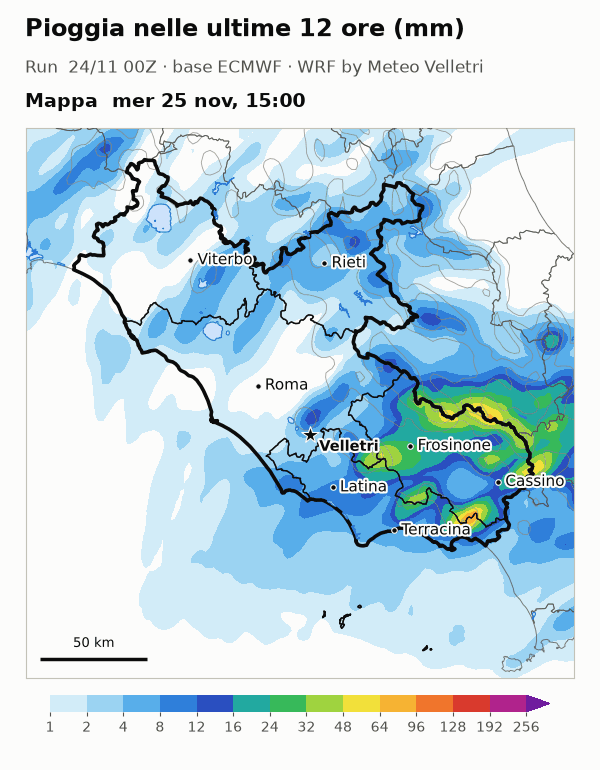 Pioggia nelle ultime 12 ore (mm)
Run  24/11 00Z · base ECMWF · WRF by Meteo Velletri
Mappa  mer 25 nov, 15:00
Viterbo
Rieti
Roma
Velletri
Frosinone
Cassino
Latina
Terracina
50 km
1 2 4 8 12 16 24 32 48 64 96 128 192 256